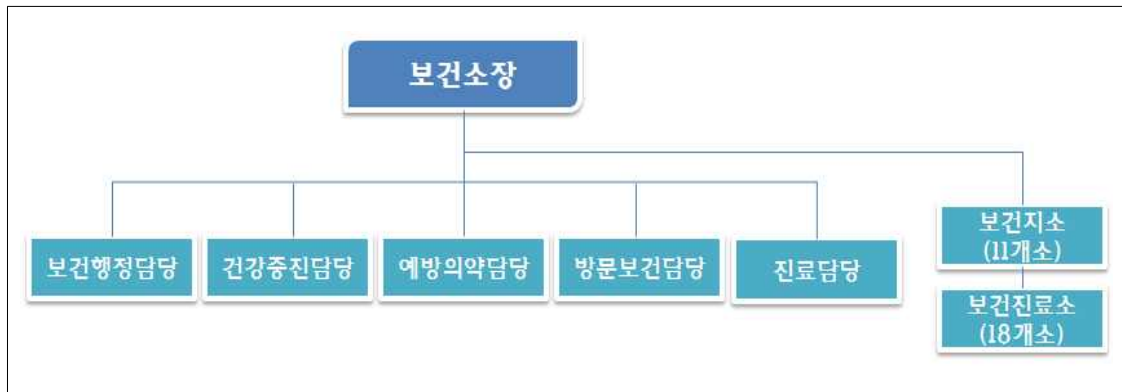 보건소장
보건행정담당
건강증진담당
예방의약담당
방문보건담당
진료담당
보건지소
(11개소)
보건진료소
(18개소)